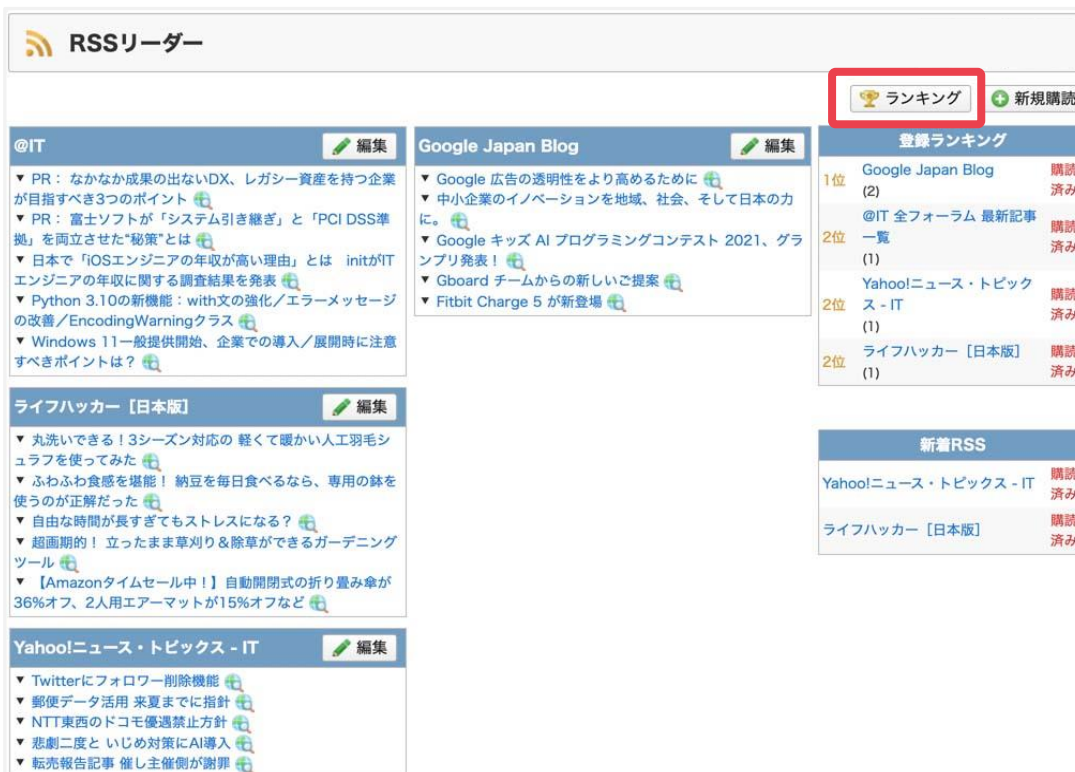 RSSリーダー
ランキング
新規購読
@IT
編集
▼ PR： なかなか成果の出ないDX、レガシー資産を持つ企業
が目指すべき3つのポイント
▼ PR： 富士ソフトが「システム引き継ぎ」と「PCI DSS準
拠」を両立させた“秘策”とは
▼ 日本で「iOSエンジニアの年収が高い理由」とは　initがIT
エンジニアの年収に関する調査結果を発表
▼ Python 3.10の新機能：with文の強化／エラーメッセージ
の改善／EncodingWarningクラス
▼ Windows 11一般提供開始、企業での導入／展開時に注意
すべきポイントは？
ライフハッカー［日本版］
編集
▼ 丸洗いできる！3シーズン対応の 軽くて暖かい人工羽毛シ
ュラフを使ってみた
▼ ふわふわ食感を堪能！ 納豆を毎日食べるなら、専用の鉢を
使うのが正解だった
▼ 自由な時間が長すぎてもストレスになる？
▼ 超画期的！ 立ったまま草刈り＆除草ができるガーデニング
ツール
▼ 【Amazonタイムセール中！】自動開閉式の折り畳み傘が
36%オフ、2人用エアーマットが15%オフなど
Yahoo!ニュース・トピックス - IT
編集
▼ Twitterにフォロワー削除機能
▼ 郵便データ活用 来夏までに指針
▼ NTT東西のドコモ優遇禁止方針
▼ 悲劇二度と いじめ対策にAI導入
▼ 転売報告記事 催し主催側が謝罪
Google Japan Blog
編集
▼ Google 広告の透明性をより高めるために
▼ 中小企業のイノベーションを地域、社会、そして日本の力
に。
▼ Google キッズ AI プログラミングコンテスト 2021、グラ
ンプリ発表！
▼ Gboard チームからの新しいご提案
▼ Fitbit Charge 5 が新登場
登録ランキング
1位
Google Japan Blog
(2)
購読
済み
2位
@IT 全フォーラム 最新記事
一覧
(1)
購読
済み
2位
Yahoo!ニュース・トピック
ス - IT
(1)
購読
済み
2位
ライフハッカー［日本版］
(1)
購読
済み
新着RSS
Yahoo!ニュース・トピックス - IT
購読
済み
ライフハッカー［日本版］
購読
済み